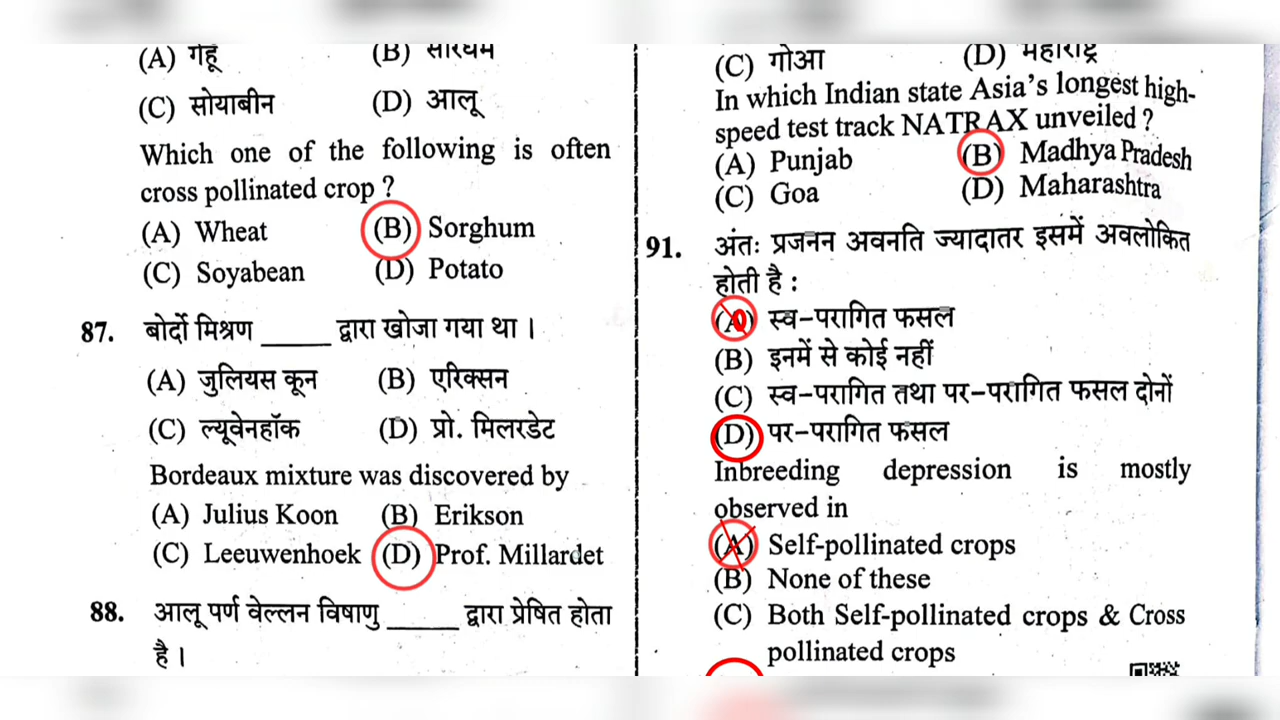 (A) गेहूँ (B) सोरघम
(C) सोयाबीन (D) आलू
Which one of the following is often
cross pollinated crop ?
(A) Wheat (B) Sorghum
(C) Soyabean (D) Potato
87. बोर्दो मिश्रण _____ द्वारा खोजा गया था ।
(A) जुलियस कून (B) एरिक्सन
(C) ल्यूवेनहॉक (D) प्रो. मिलरडेट
Bordeaux mixture was discovered by
(A) Julius Koon (B) Erikson
(C) Leeuwenhoek (D) Prof. Millardet
88. आलू पर्ण वेल्लन विषाणु _____ द्वारा प्रेषित होता
है ।
(C) गोआ (D) महाराष्ट्र
In which Indian state Asia's longest high-
speed test track NATRAX unveiled ?
(A) Punjab (B) Madhya Pradesh
(C) Goa (D) Maharashtra
91. अंतः प्रजनन अवनति ज्यादातर इसमें अवलोकित
होती है :
(A) स्व-परागित फसल
(B) इनमें से कोई नहीं
(C) स्व-परागित तथा पर-परागित फसल दोनों
(D) पर-परागित फसल
Inbreeding depression is mostly
observed in
(A) Self-pollinated crops
(B) None of these
(C) Both Self-pollinated crops & Cross
pollinated crops